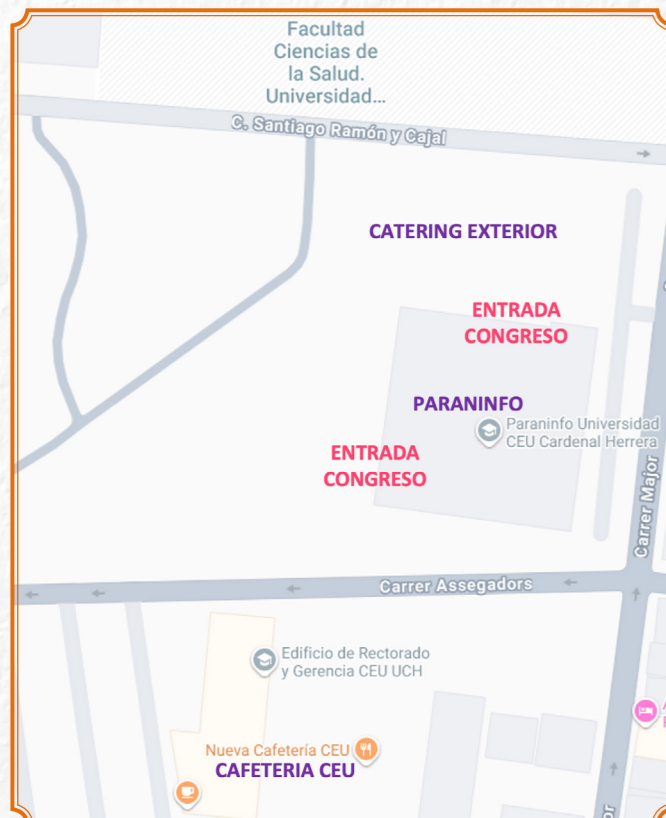 Facultad
Ciencias de
la Salud.
Universidad...
C. Santiago Ramón y Cajal
CATERING EXTERIOR
ENTRADA
CONGRESO
PARANINFO
Paraninfo Universidad
CEU Cardenal Herrera
ENTRADA
CONGRESO
Carrer Major
Carrer Assegadors
Edificio de Rectorado
y Gerencia CEU UCH
Nueva Cafetería CEU
CAFETERIA CEU